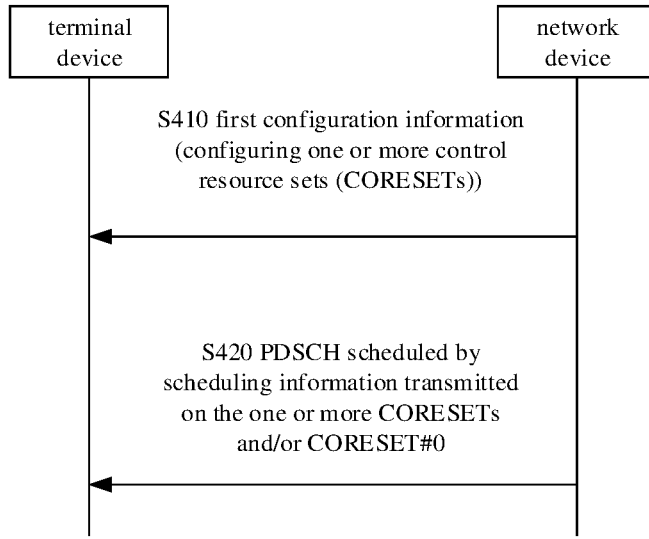 terminal
device
network
device
S410 first configuration information
(configuring one or more control
resource sets (CORESETs))
S420 PDSCH scheduled by
scheduling information transmitted
on the one or more CORESETs
and/or CORESET#0